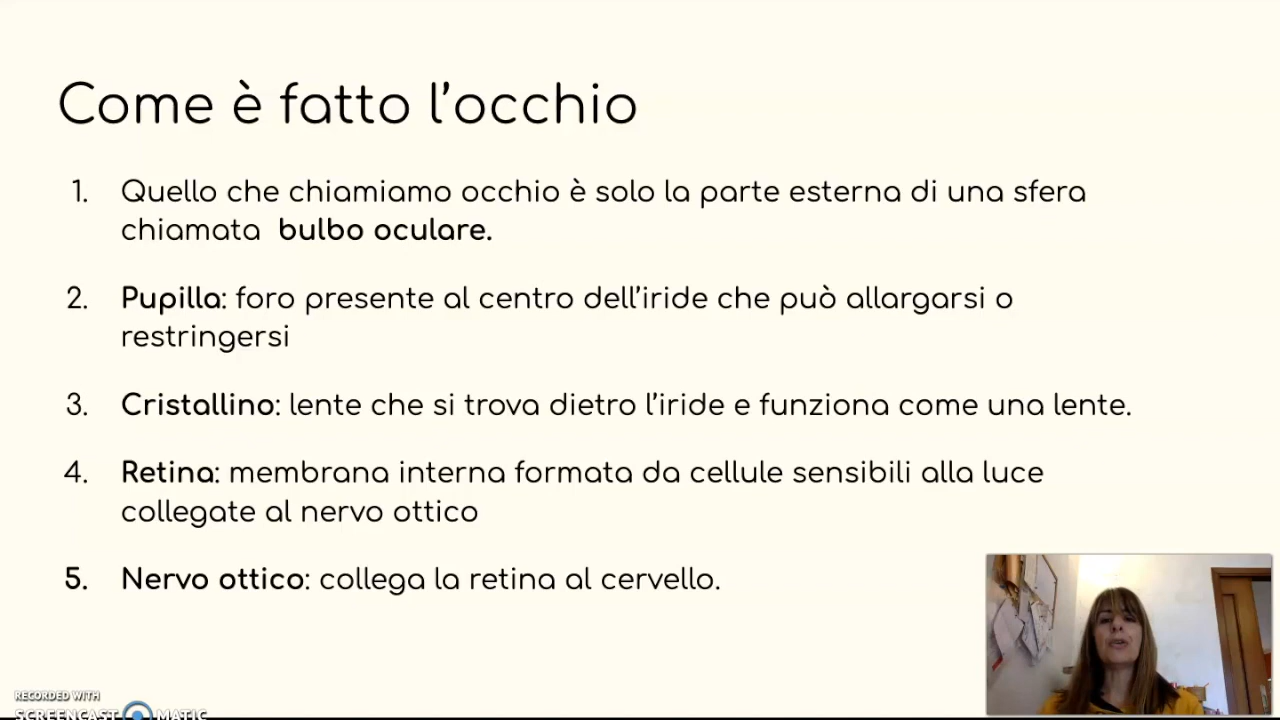 Come è fatto l'occhio
1. Quello che chiamiamo occhio è solo la parte esterna di una sfera
chiamata bulbo oculare.
2. Pupilla: foro presente al centro dell'iride che può allargarsi o
restringersi
3. Cristallino: lente che si trova dietro l'iride e funziona come una lente.
4. Retina: membrana interna formata da cellule sensibili alla luce
collegate al nervo ottico
5. Nervo ottico: collega la retina al cervello.
RECORDED WITH
SCREENCAST MATIC